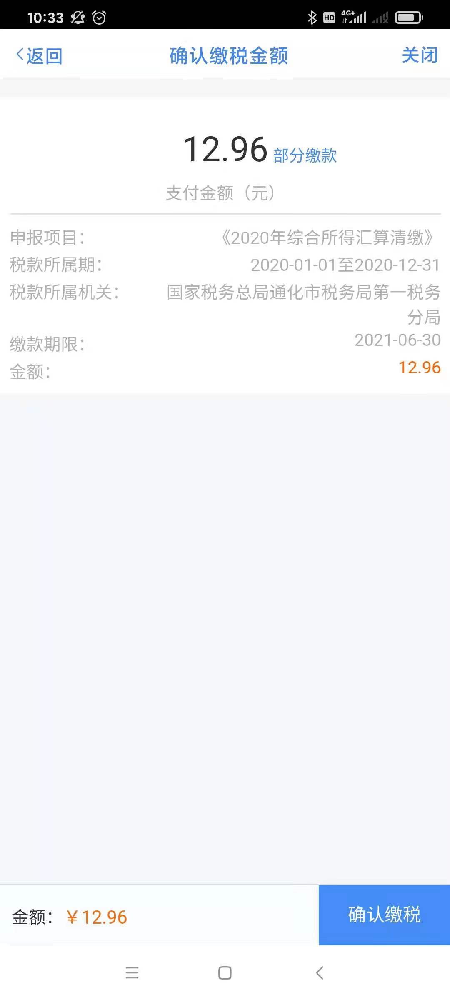 10:33 HD 4G+
返回 确认缴税金额 关闭
12.96 部分缴款
支付金额（元）
申报项目： 《2020年综合所得汇算清缴》
税款所属期： 2020-01-01至2020-12-31
税款所属机关： 国家税务总局通化市税务局第一税务
分局
缴款期限： 2021-06-30
金额： 12.96
金额：￥12.96 确认缴税